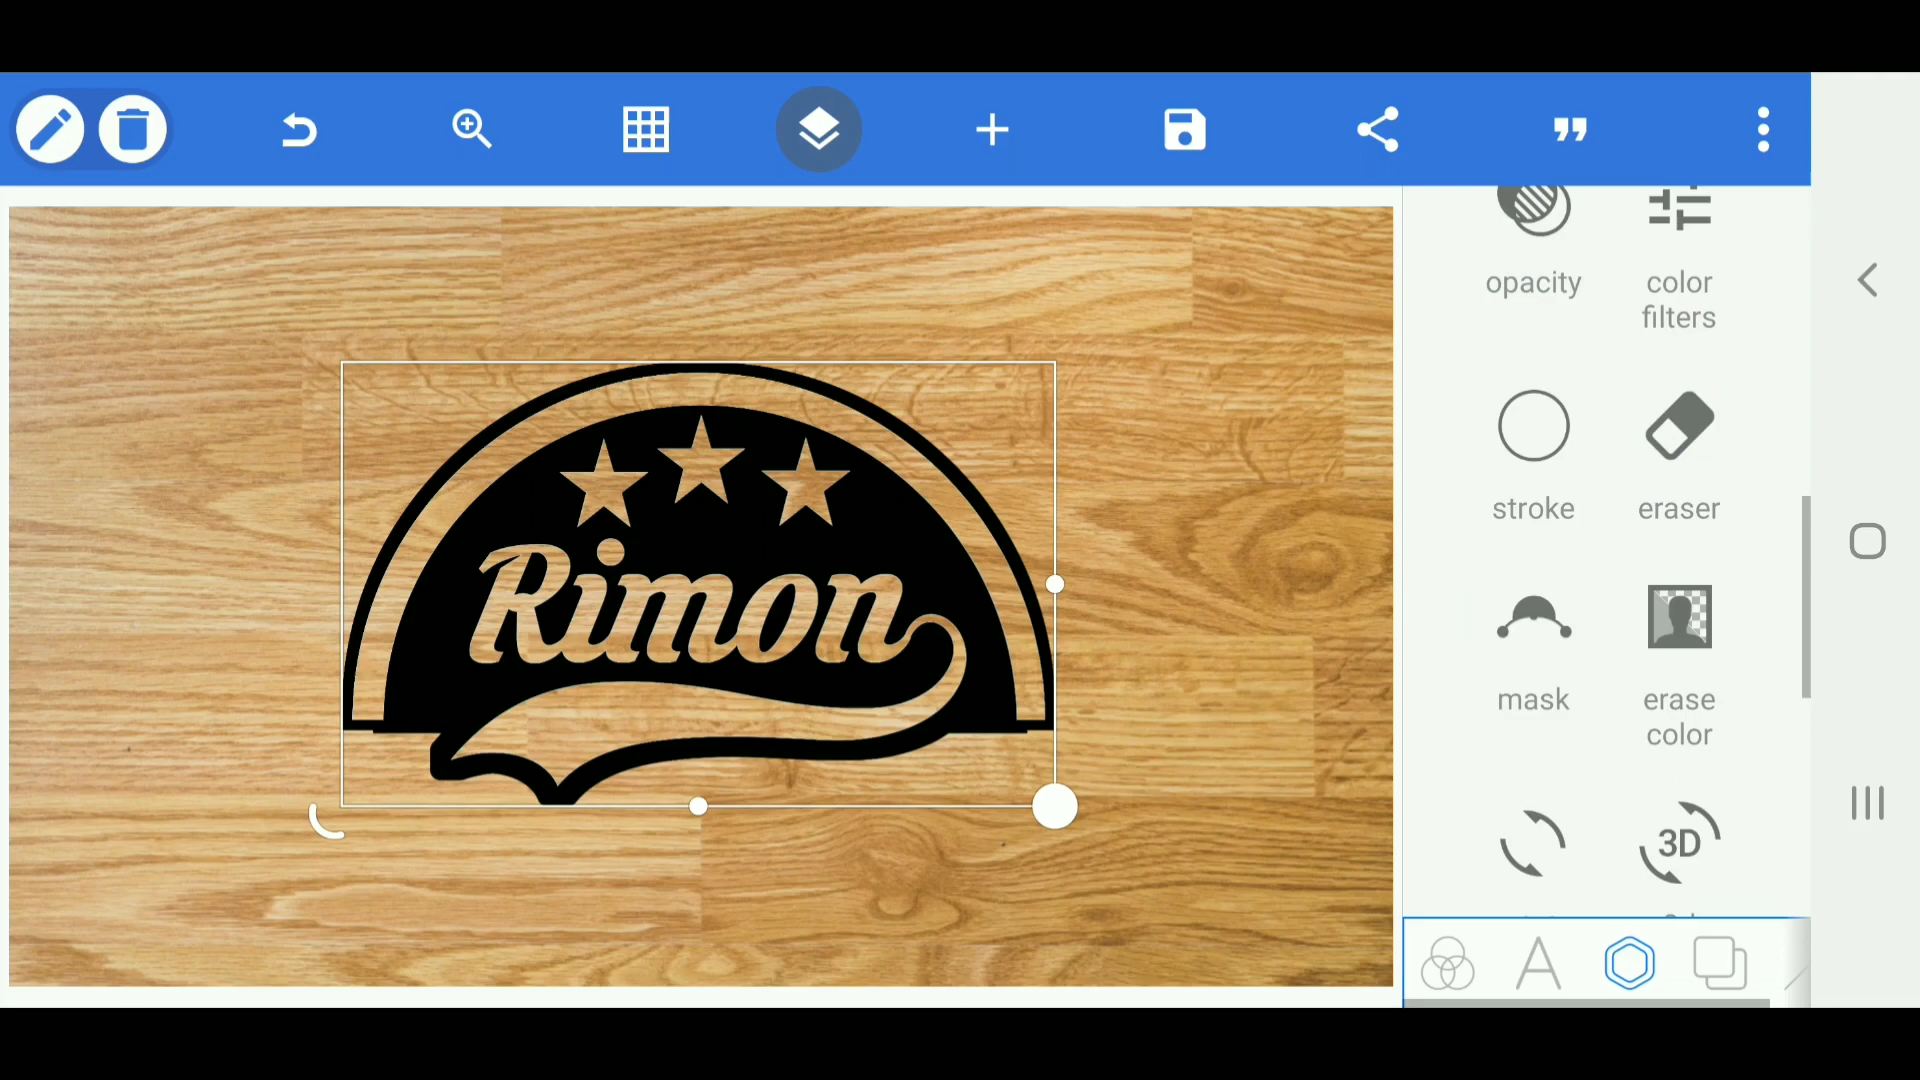 opacity
color
filters
stroke
eraser
mask
erase
color
3D
Rimon